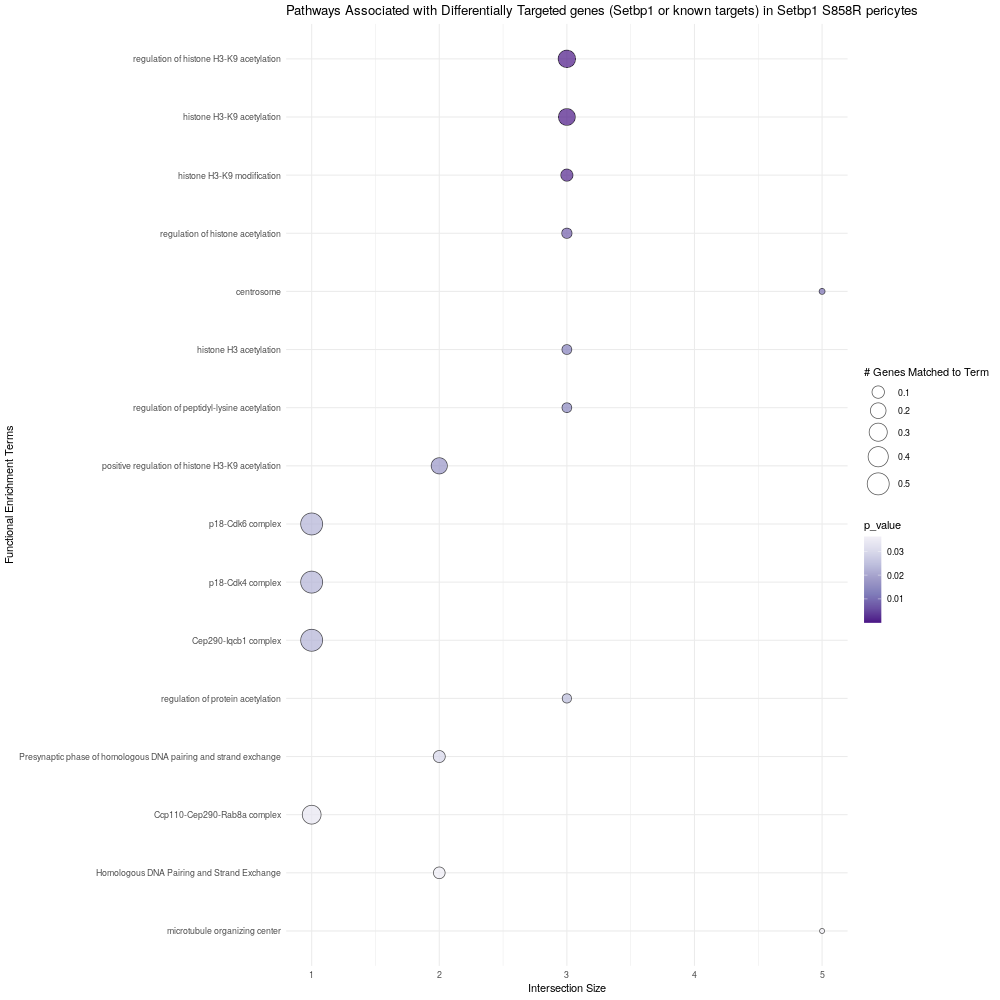 Pathways Associated with Differentially Targeted genes (Setbp1 or known targets) in Setbp1 S858R pericytes
regulation of histone H3-K9 acetylation
histone H3-K9 acetylation
histone H3-K9 modification
regulation of histone acetylation
centrosome
histone H3 acetylation
regulation of peptidyl-lysine acetylation
positive regulation of histone H3-K9 acetylation
p18-Cdk6 complex
p18-Cdk4 complex
Cep290-Iqcb1 complex
regulation of protein acetylation
Presynaptic phase of homologous DNA pairing and strand exchange
Ccp110-Cep290-Rab8a complex
Homologous DNA Pairing and Strand Exchange
microtubule organizing center
Functional Enrichment Terms
1
2
3
4
5
Intersection Size
# Genes Matched to Term
0.1
0.2
0.3
0.4
0.5
p_value
0.03
0.02
0.01